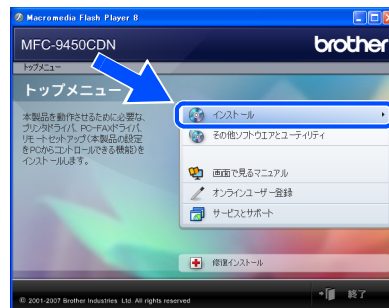 Macromedia Flash Player 8
MFC-9450CDN
brother
トップメニュー
トップメニュー
本製品を動作させるために必要な、
プリンタドライバ、PC-FAXドライバ、
リモートセットアップ(本製品の設定
をPCからコントロールできる機能)を
インストールします。
インストール
その他ソフトウエアとユーティリティ
画面で見るマニュアル
オンラインユーザー登録
サービスとサポート
修復インストール
© 2001-2007 Brother Industries Ltd. All rights reserved
終了